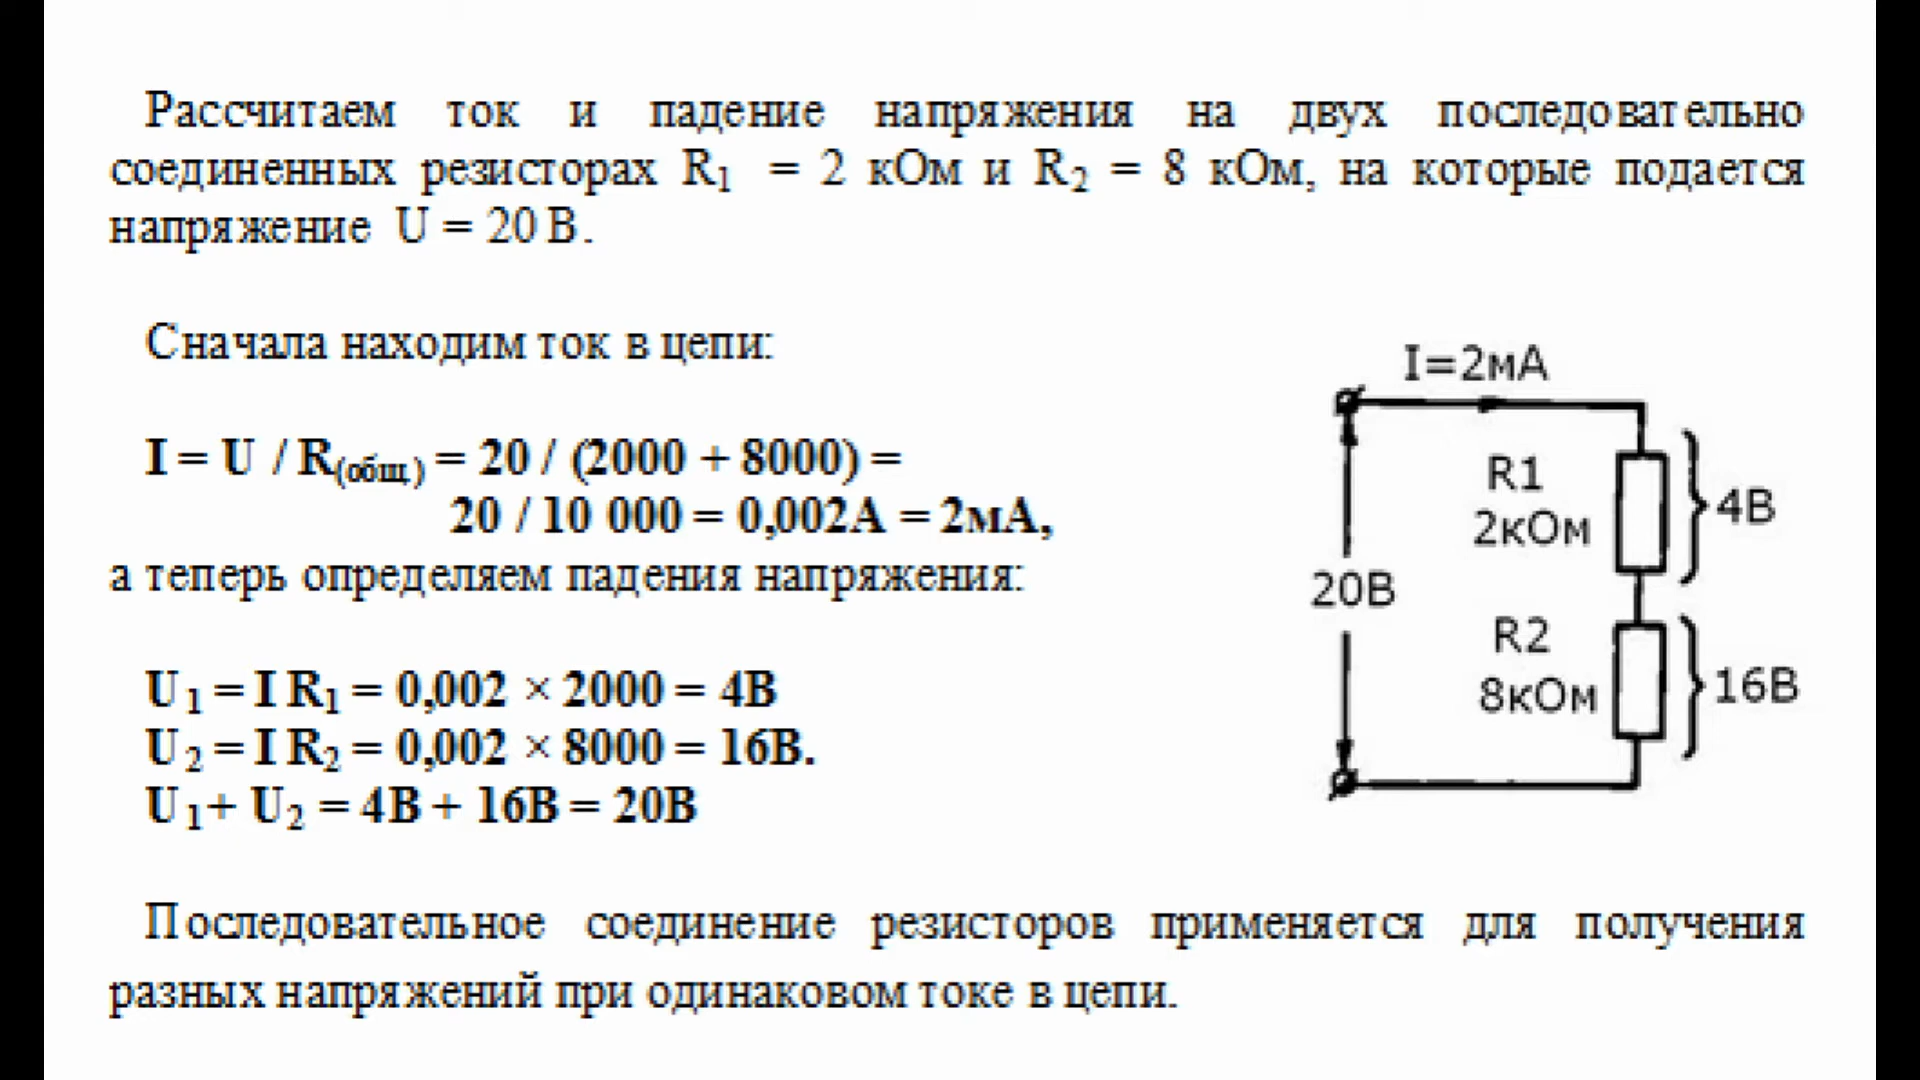 Рассчитаем ток и падение напряжения на двух последовательно
соединенных резисторах R₁ = 2 кОм и R₂ = 8 кОм, на которые подается
напряжение U = 20 В.
Сначала находим ток в цепи:
I = U / R(общ.) = 20 / (2000 + 8000) =
20 / 10 000 = 0,002А = 2мА,
а теперь определяем падения напряжения:
U₁ = I R₁ = 0,002 × 2000 = 4В
U₂ = I R₂ = 0,002 × 8000 = 16В.
U₁+ U₂ = 4В + 16В = 20В
I=2мА
R1
2кОм
4В
20В
R2
8кОм
16В
Последовательное соединение резисторов применяется для получения
разных напряжений при одинаковом токе в цепи.